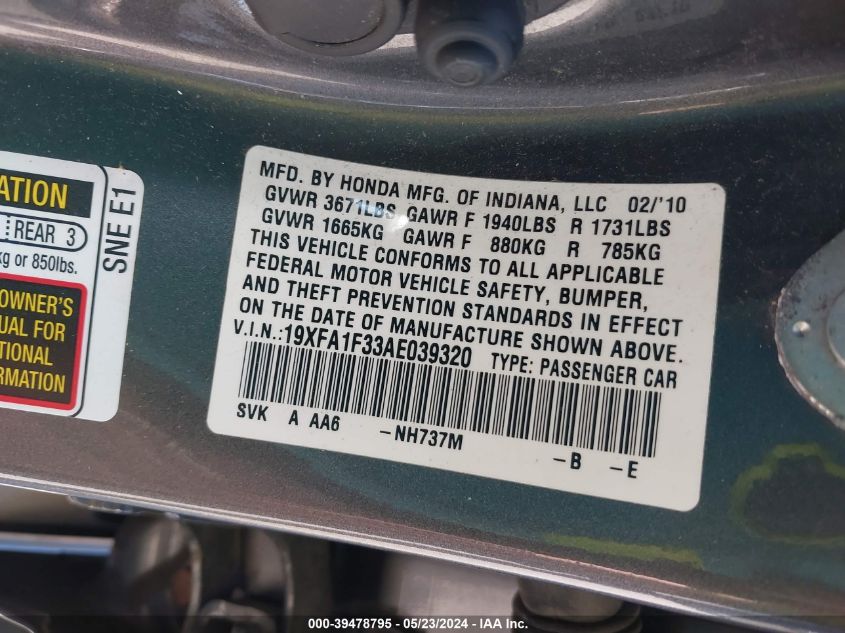 MFD. BY HONDA MFG. OF INDIANA, LLC 02/'10
GVWR 3671LBS GAWR F 1940LBS R 1731LBS
GVWR 1665KG GAWR F 880KG R 785KG
THIS VEHICLE CONFORMS TO ALL APPLICABLE
FEDERAL MOTOR VEHICLE SAFETY, BUMPER,
AND THEFT PREVENTION STANDARDS IN EFFECT
ON THE DATE OF MANUFACTURE SHOWN ABOVE.
V.I.N.:19XFA1F33AE039320 TYPE: PASSENGER CAR
SVK A AA6 -NH737M -B -E
ATION
REAR 3
kg or 850lbs.
OWNER'S
UAL FOR
TIONAL
RMATION
SNE E1
000-39478795 - 05/23/2024 - IAA Inc.